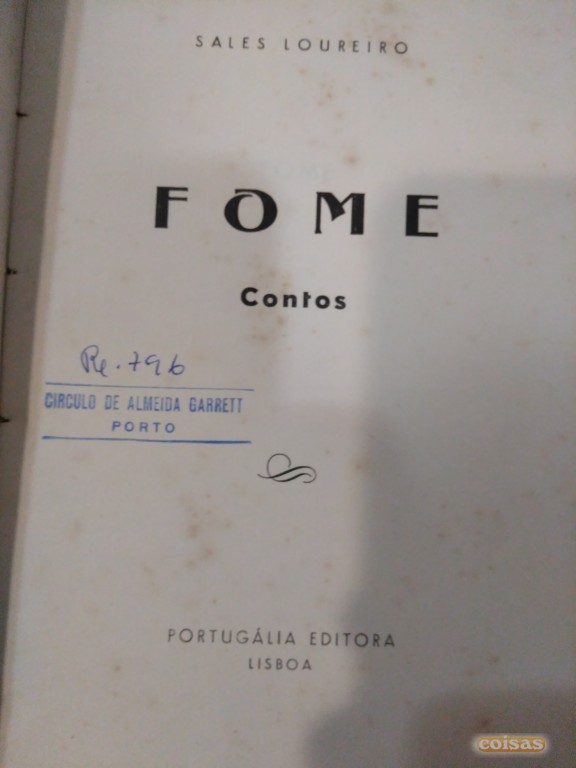 SALES LOUREIRO
FOME
Contos
Re. 796
CIRCULO DE ALMEIDA GARRETT
PORTO
PORTUGÁLIA EDITORA
LISBOA
coisas